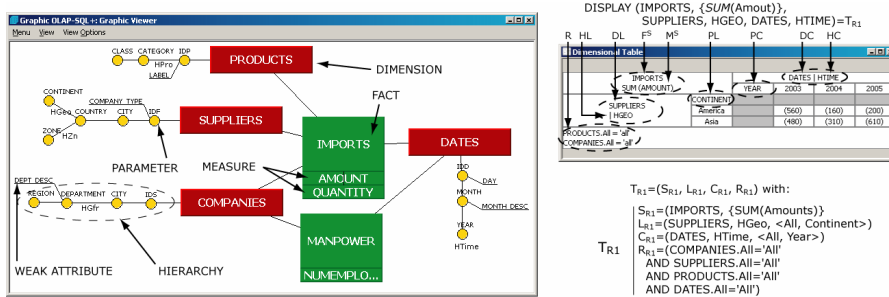 Graphic OLAP-SQL+: Graphic Viewer
Menu View View Options
CLASS CATEGORY IDP
HPro
LABEL
PRODUCTS
DIMENSION
FACT
CONTINENT
HGeo
COUNTRY
COMPANY_TYPE
CITY IDF
ZONE
HZn
SUPPLIERS
IMPORTS
AMOUNT
QUANTITY
DATES
PARAMETER
MEASURE
IDD
DAY
MONTH
MONTH DESC
YEAR
HTime
DEPT_DESC
REGION DEPARTMENT CITY IDS
HGfr
COMPANIES
MANPOWER
NUMEMPLO...
WEAK ATTRIBUTE
HIERARCHY
DISPLAY (IMPORTS, {SUM(Amout)},
SUPPLIERS, HGEO, DATES, HTIME)=TR1
R HL DL FS MS PL PC DC HC
Dimensional Table
IMPORTS
SUM (AMOUNT)
DATES | HTIME
YEAR 2003 2004 2005
SUPPLIERS
| HGEO
CONTINENT
America (560) (160) (200)
Asia (480) (310) (610)
PRODUCTS.All = 'all'
COMPANIES.All = 'all'
TR1=(SR1, LR1, CR1, RR1) with:
TR1
SR1=(IMPORTS, {SUM(Amounts)}
LR1=(SUPPLIERS, HGeo, <All, Continent>)
CR1=(DATES, HTime, <All, Year>)
RR1=(COMPANIES.All='All'
AND SUPPLIERS.All='All'
AND PRODUCTS.All='All'
AND DATES.All='All')